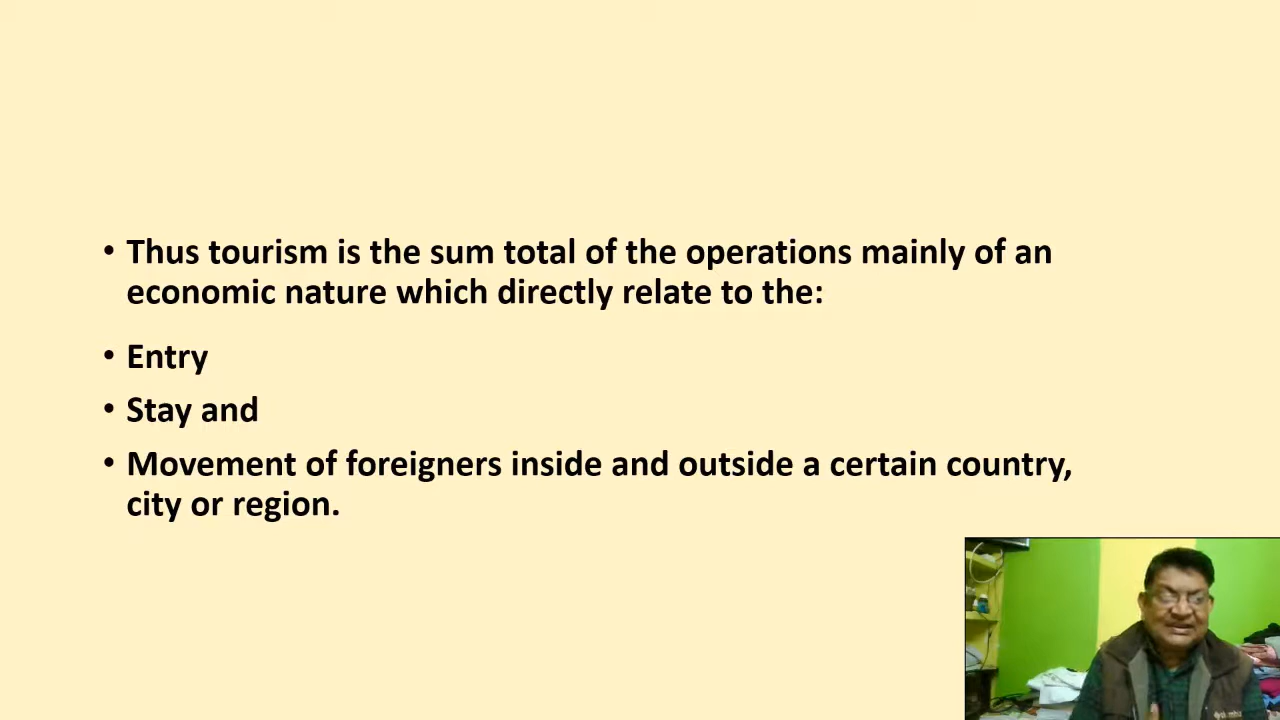 • Thus tourism is the sum total of the operations mainly of an
economic nature which directly relate to the:
• Entry
• Stay and
• Movement of foreigners inside and outside a certain country,
city or region.